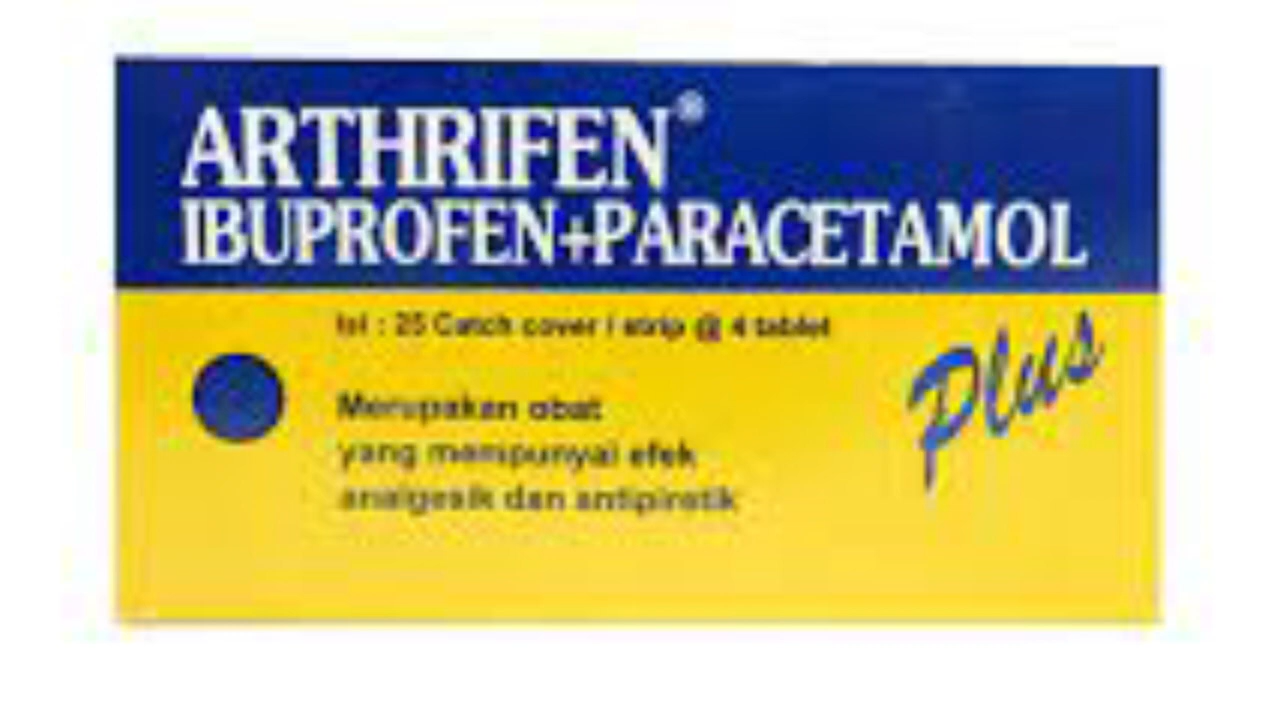 ARTHRIFEN®
IBUPROFEN+PARACETAMOL
Isi : 25 Catch cover / strip @ 4 tablet
Plus
Merupakan obat
yang mempunyai efek
analgesik dan antipiretik